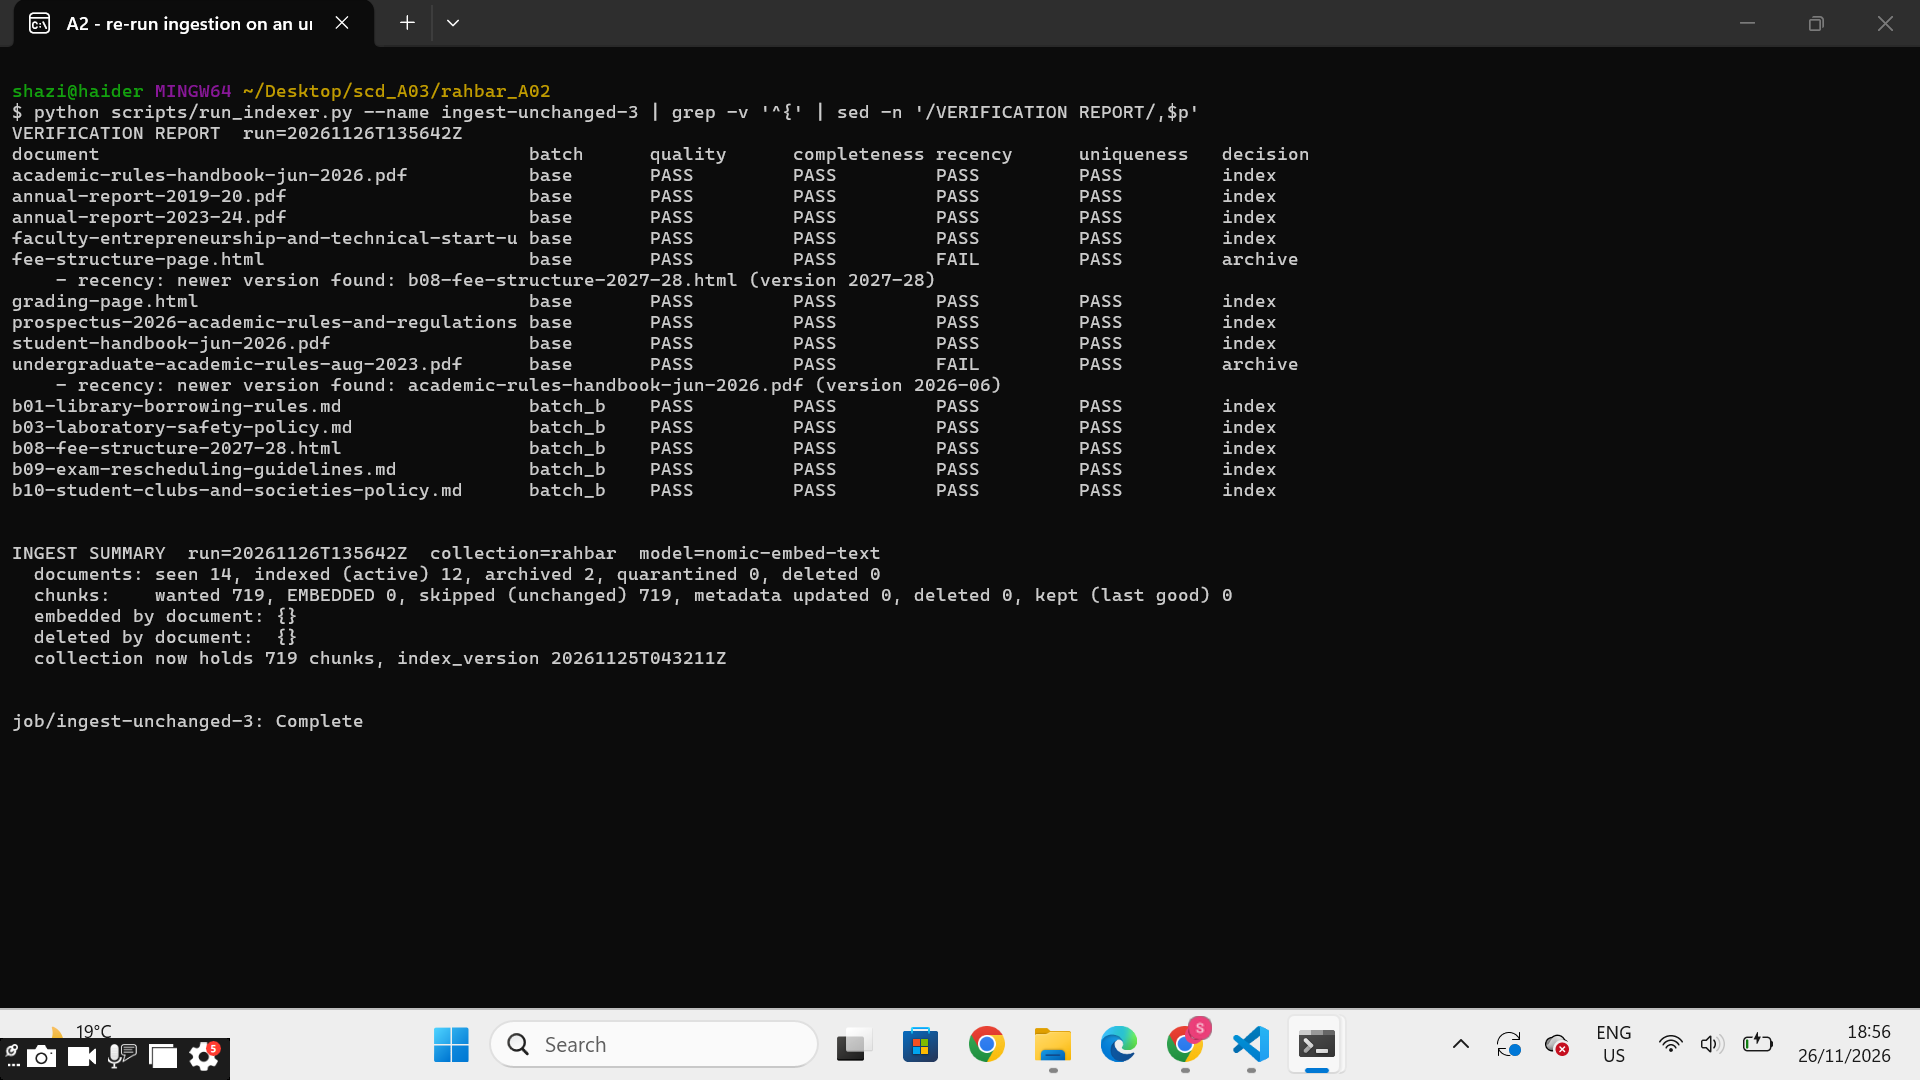 A2 - re-run ingestion on an ur
shazi@haider MINGW64 ~/Desktop/scd_A03/rahbar_A02
$ python scripts/run_indexer.py --name ingest-unchanged-3 | grep -v '^{' | sed -n '/VERIFICATION REPORT/,$p'
VERIFICATION REPORT  run=20261126T135642Z
document batch quality completeness recency uniqueness decision
academic-rules-handbook-jun-2026.pdf base PASS PASS PASS PASS index
annual-report-2019-20.pdf base PASS PASS PASS PASS index
annual-report-2023-24.pdf base PASS PASS PASS PASS index
faculty-entrepreneurship-and-technical-start-u base PASS PASS PASS PASS index
fee-structure-page.html base PASS PASS FAIL PASS archive
- recency: newer version found: b08-fee-structure-2027-28.html (version 2027-28)
grading-page.html base PASS PASS PASS PASS index
prospectus-2026-academic-rules-and-regulations base PASS PASS PASS PASS index
student-handbook-jun-2026.pdf base PASS PASS PASS PASS index
undergraduate-academic-rules-aug-2023.pdf base PASS PASS FAIL PASS archive
- recency: newer version found: academic-rules-handbook-jun-2026.pdf (version 2026-06)
b01-library-borrowing-rules.md batch_b PASS PASS PASS PASS index
b03-laboratory-safety-policy.md batch_b PASS PASS PASS PASS index
b08-fee-structure-2027-28.html batch_b PASS PASS PASS PASS index
b09-exam-rescheduling-guidelines.md batch_b PASS PASS PASS PASS index
b10-student-clubs-and-societies-policy.md batch_b PASS PASS PASS PASS index
INGEST SUMMARY  run=20261126T135642Z  collection=rahbar  model=nomic-embed-text
documents: seen 14, indexed (active) 12, archived 2, quarantined 0, deleted 0
chunks:    wanted 719, EMBEDDED 0, skipped (unchanged) 719, metadata updated 0, deleted 0, kept (last good) 0
embedded by document: {}
deleted by document:  {}
collection now holds 719 chunks, index_version 20261125T043211Z
job/ingest-unchanged-3: Complete
19°C
5
Search
S
ENG
US
18:56
26/11/2026